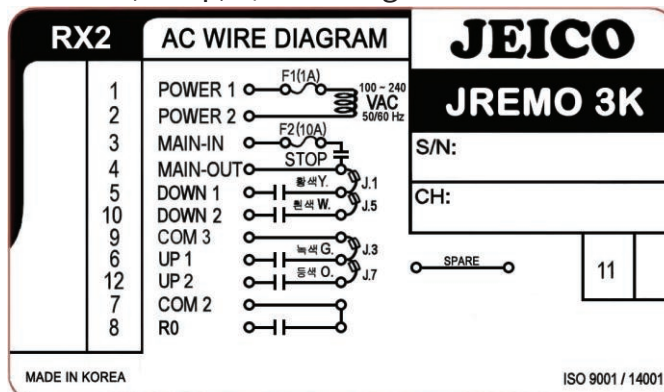 RX2 AC WIRE DIAGRAM JEICO
JREMO 3K
S/N:
CH:
1 POWER 1 F1(1A) 100 - 240 VAC 50/60 Hz
2 POWER 2
3 MAIN-IN F2(10A)
4 MAIN-OUT STOP
5 DOWN 1 황색Y. J.1
10 DOWN 2 흰색 W. J.5
9 COM 3
6 UP 1 녹색 G. J.3
12 UP 2 등색 O. J.7
7 COM 2
8 R0
SPARE 11
MADE IN KOREA ISO 9001 / 14001